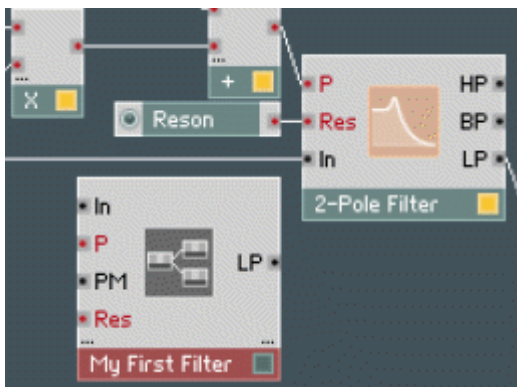 ...
...
X
+
Reson
P
HP
Res
BP
In
LP
2-Pole Filter
In
P
LP
PM
Res
...
...
My First Filter